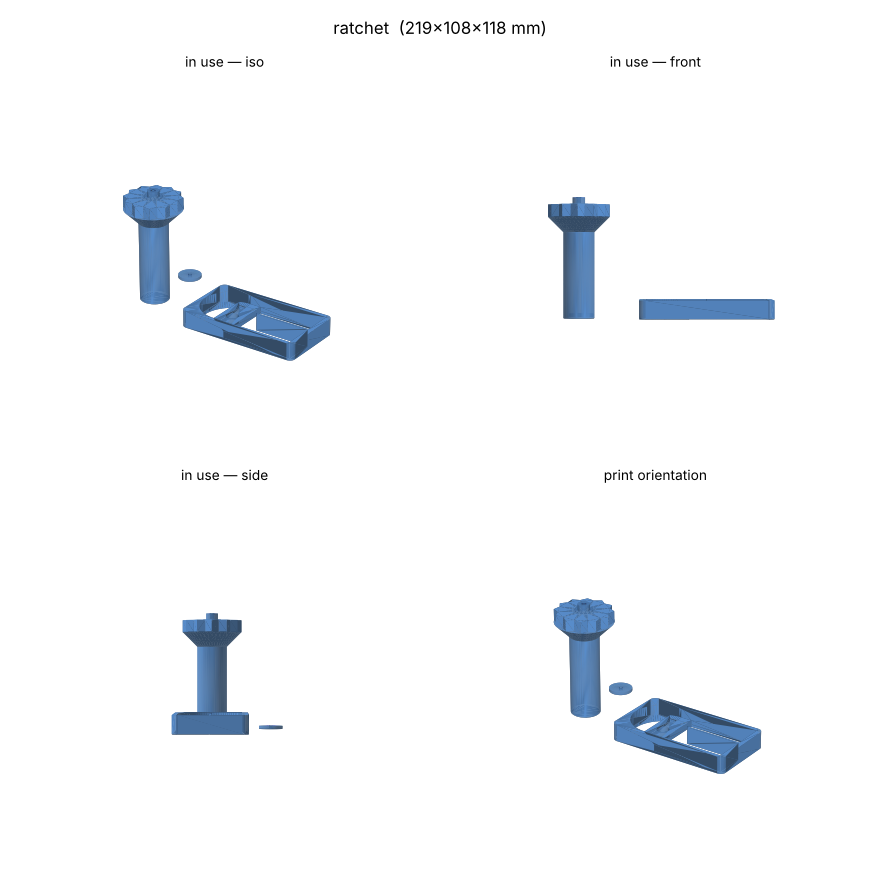 ratchet (219×108×118 mm)
in use — iso
in use — front
in use — side
print orientation